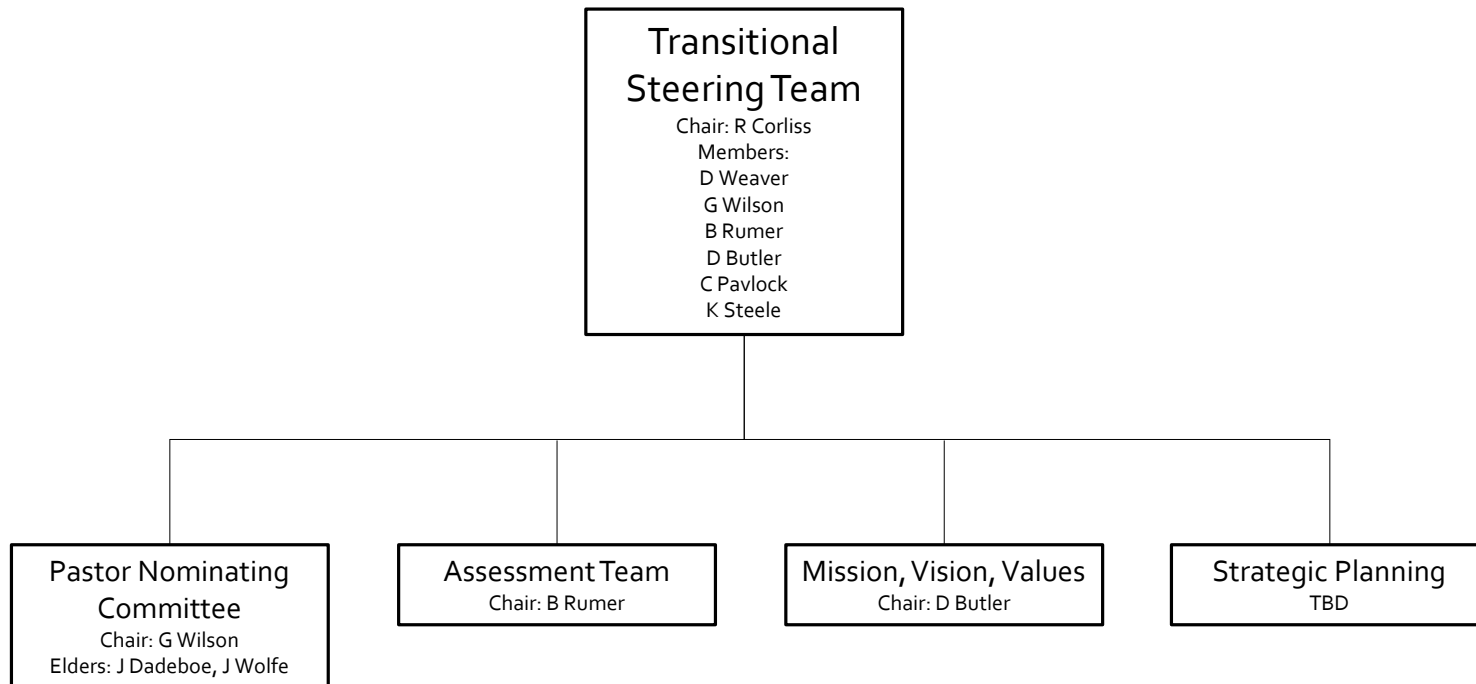 Transitional
Steering Team
Chair: R Corliss
Members:
D Weaver
G Wilson
B Rumer
D Butler
C Pavlock
K Steele
Pastor Nominating
Committee
Chair: G Wilson
Elders: J Dadeboe, J Wolfe
Assessment Team
Chair: B Rumer
Mission, Vision, Values
Chair: D Butler
Strategic Planning
TBD